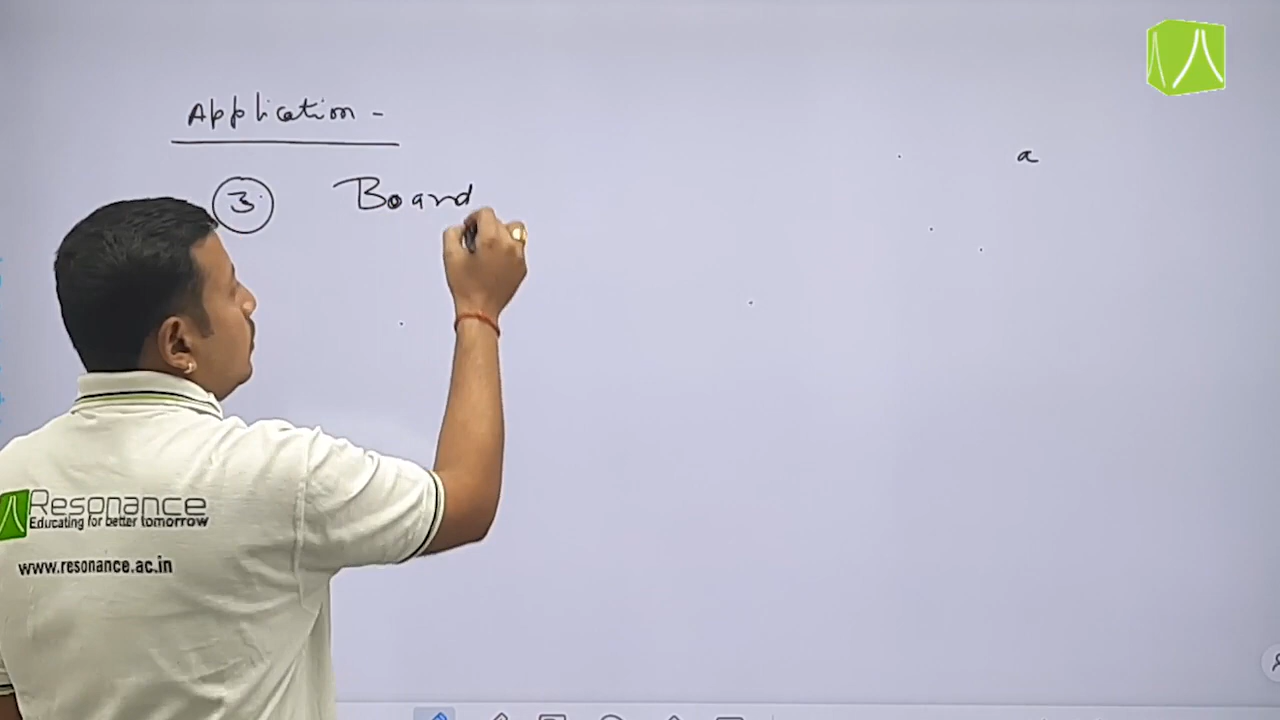 Application -
a
3 Board
Resonance
Educating for better tomorrow
www.resonance.ac.in